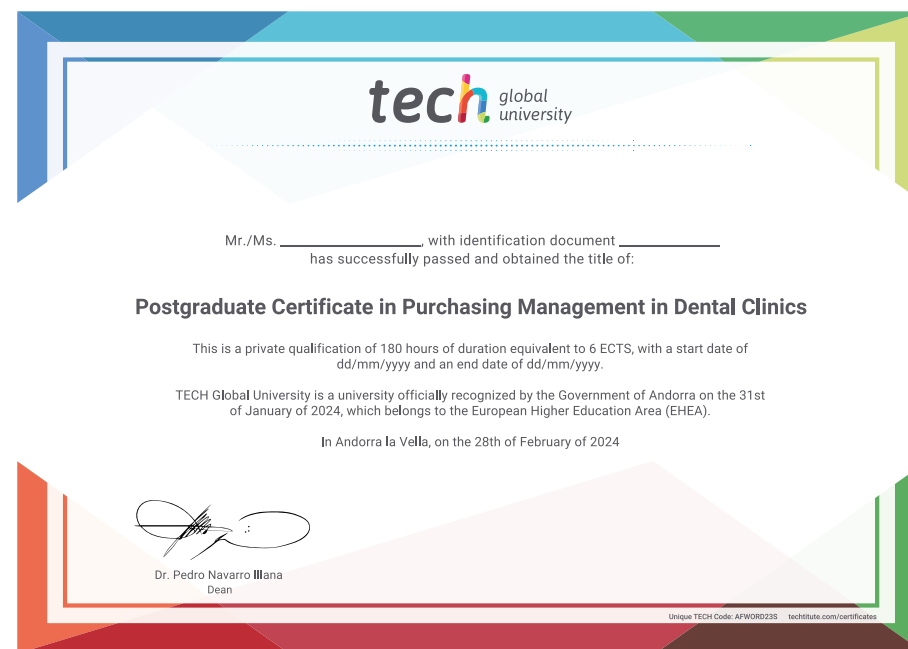 tech global university
Mr./Ms. ____________________, with identification document ______________
has successfully passed and obtained the title of:
Postgraduate Certificate in Purchasing Management in Dental Clinics
This is a private qualification of 180 hours of duration equivalent to 6 ECTS, with a start date of
dd/mm/yyyy and an end date of dd/mm/yyyy.
TECH Global University is a university officially recognized by the Government of Andorra on the 31st
of January of 2024, which belongs to the European Higher Education Area (EHEA).
In Andorra la Vella, on the 28th of February of 2024
Dr. Pedro Navarro Illana
Dean
Unique TECH Code: AFWORD23S techtitute.com/certificates